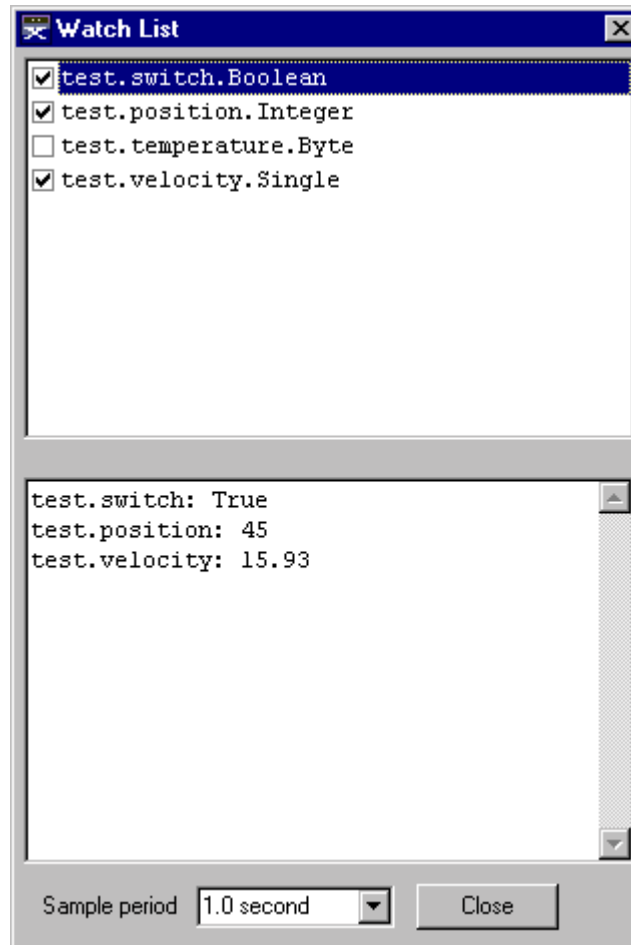 Watch List
test.switch.Boolean
test.position.Integer
test.temperature.Byte
test.velocity.Single
test.switch: True
test.position: 45
test.velocity: 15.93
Sample period 1.0 second Close